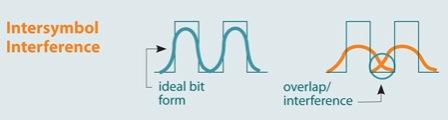 Intersymbol
Interference
ideal bit
form
overlap/
interference